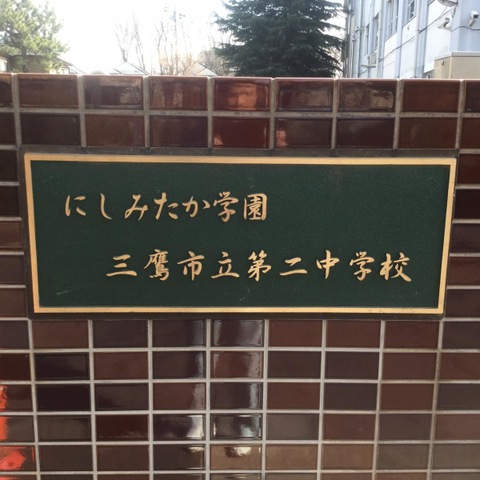 にしみたか学園
三鷹市立第二中学校